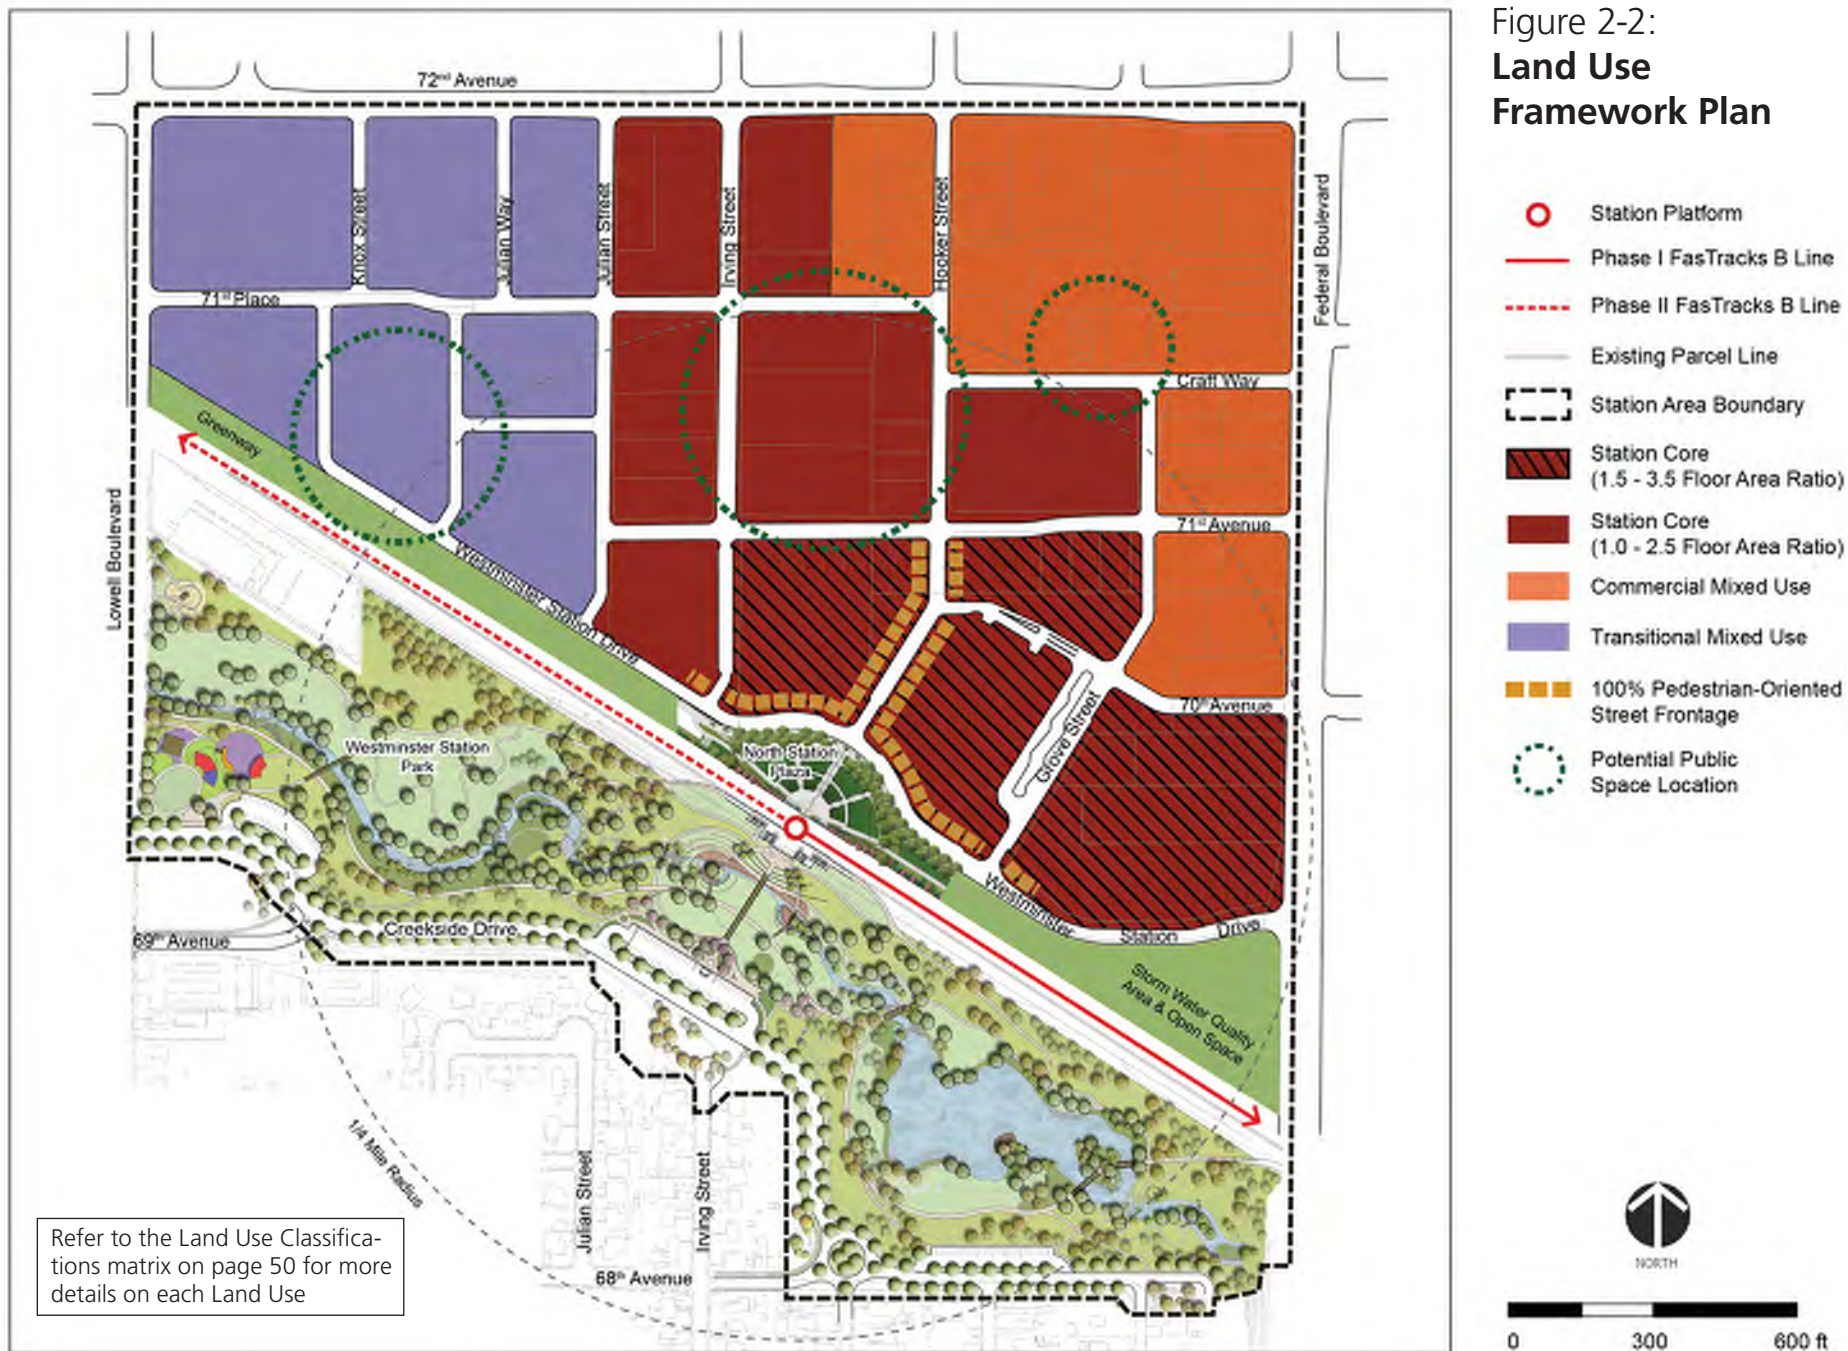 Figure 2-2:
Land Use
Framework Plan
72nd Avenue
Knox Street
Julian Way
Julian Street
Irving Street
Hooker Street
Federal Boulevard
71st Place
Craft Way
Greenway
Lowell Boulevard
71st Avenue
Westminster Station Drive
70th Avenue
Grove Street
Westminster Station
Park
North Station
Plaza
Westminster Station Drive
69th Avenue
Creekside Drive
Storm Water Quality
Area & Open Space
1/4 Mile Radius
Julian Street
Irving Street
68th Avenue
Refer to the Land Use Classifica-
tions matrix on page 50 for more
details on each Land Use
Station Platform
Phase I FasTracks B Line
Phase II FasTracks B Line
Existing Parcel Line
Station Area Boundary
Station Core
(1.5 - 3.5 Floor Area Ratio)
Station Core
(1.0 - 2.5 Floor Area Ratio)
Commercial Mixed Use
Transitional Mixed Use
100% Pedestrian-Oriented
Street Frontage
Potential Public
Space Location
NORTH
0 300 600 ft